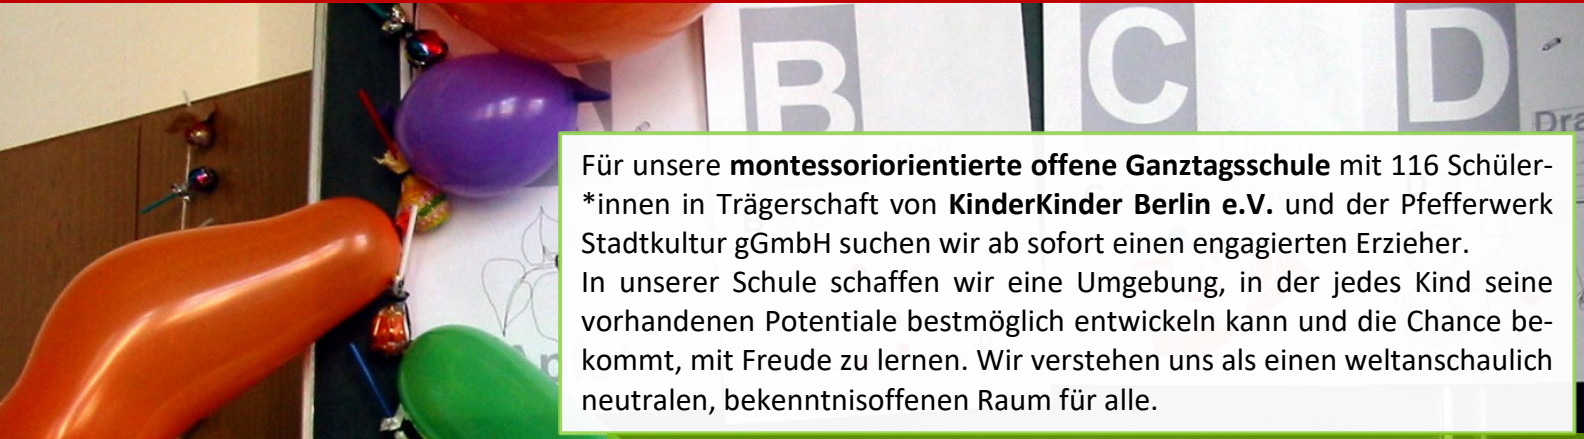 B
C
D
Dra
Für unsere montessoriorientierte offene Ganztagsschule mit 116 Schüler-
*innen in Trägerschaft von KinderKinder Berlin e.V. und der Pfefferwerk
Stadtkultur gGmbH suchen wir ab sofort einen engagierten Erzieher.
In unserer Schule schaffen wir eine Umgebung, in der jedes Kind seine
vorhandenen Potentiale bestmöglich entwickeln kann und die Chance be-
kommt, mit Freude zu lernen. Wir verstehen uns als einen weltanschaulich
neutralen, bekenntnisoffenen Raum für alle.